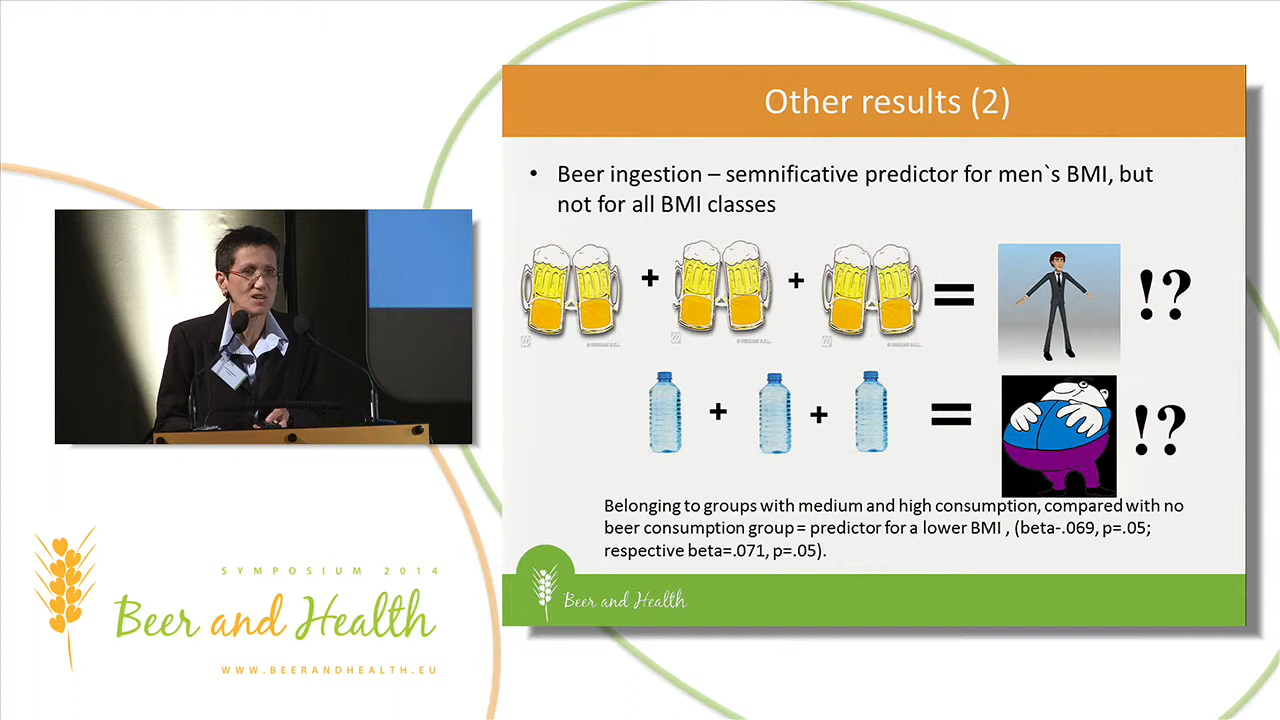 Other results (2)
• Beer ingestion – semnificative predictor for men`s BMI, but
not for all BMI classes
+ + = !?
+ + = !?
Belonging to groups with medium and high consumption, compared with no
beer consumption group = predictor for a lower BMI , (beta-.069, p=.05;
respective beta=.071, p=.05).
Beer and Health
SYMPOSIUM 2014
Beer and Health
WWW.BEERANDHEALTH.EU